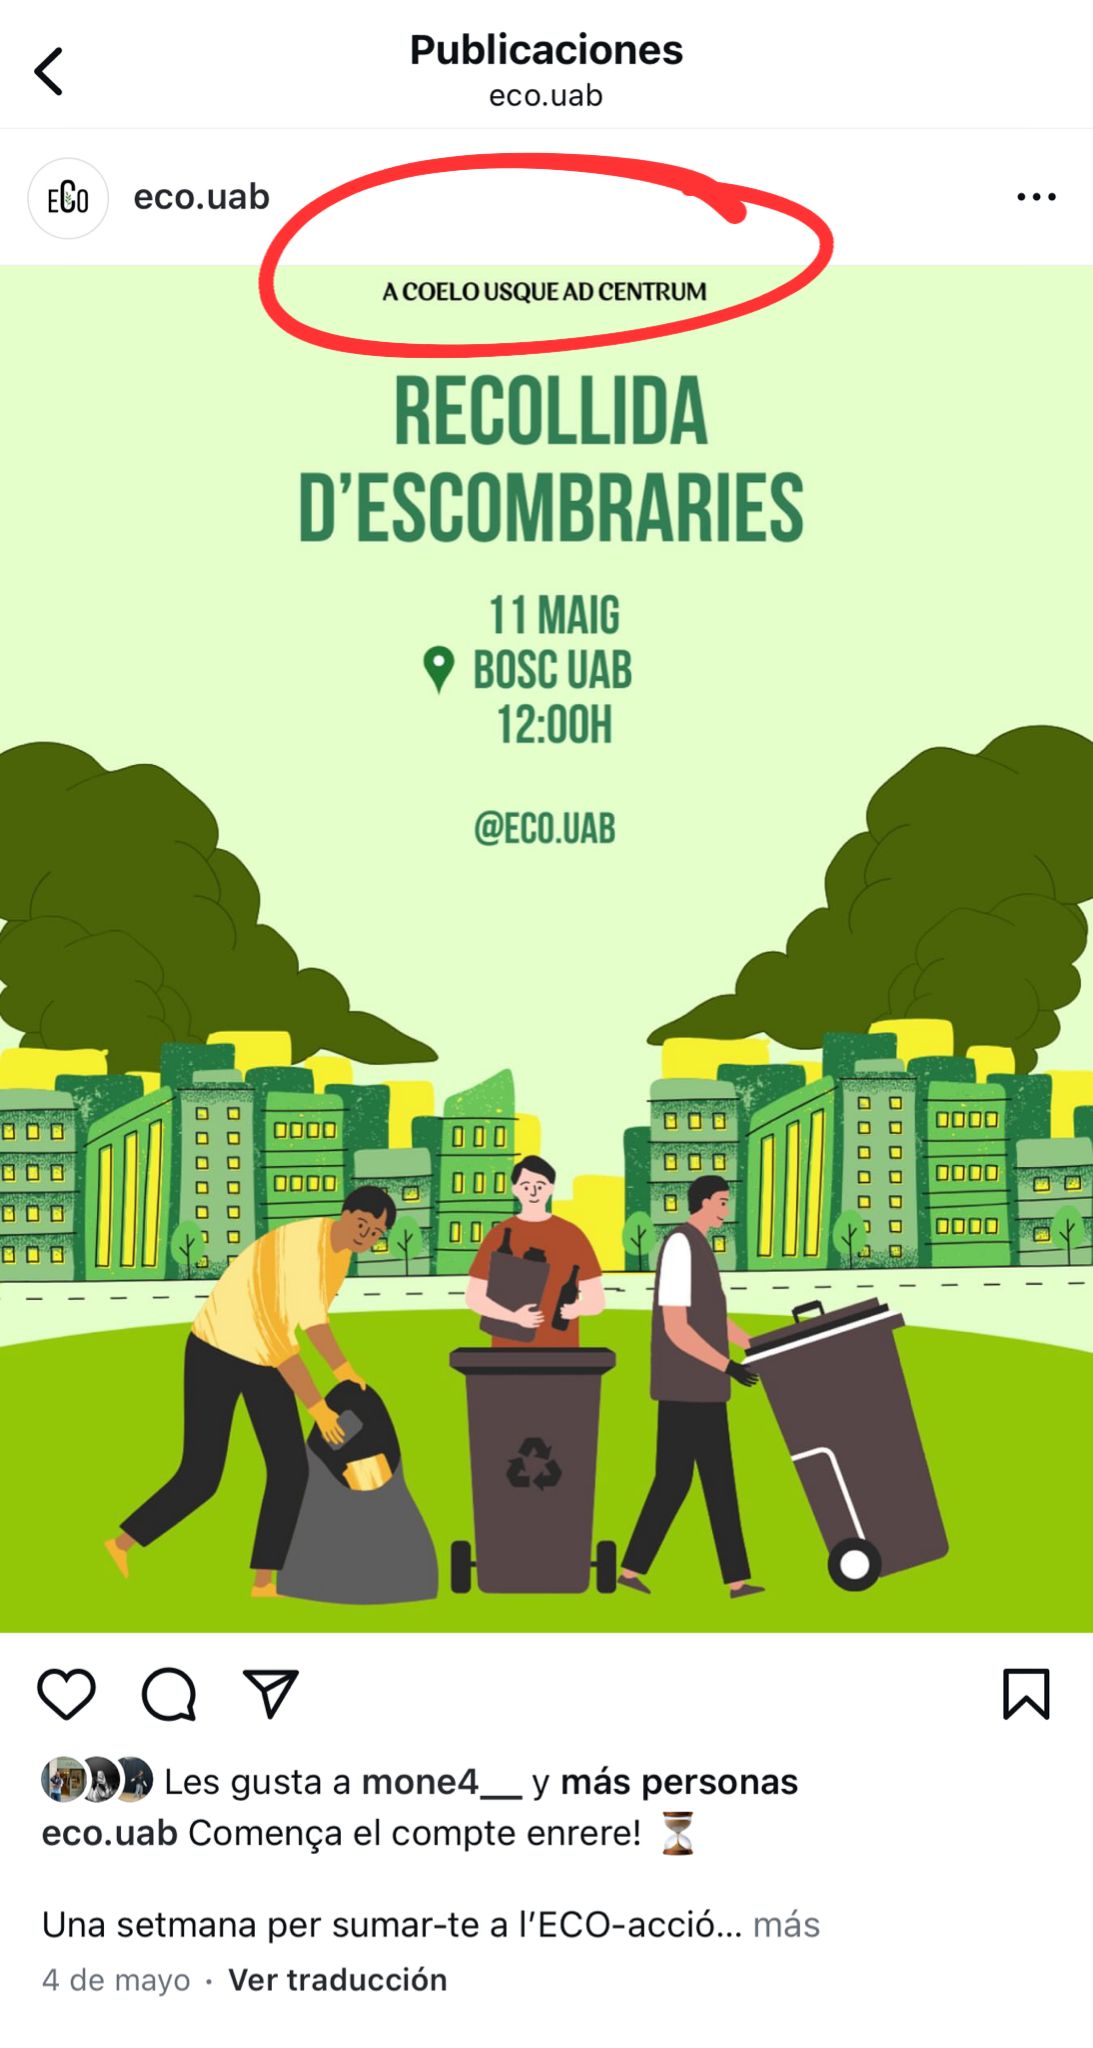 Publicaciones
eco.uab
ECO
eco.uab
A COELO USQUE AD CENTRUM
RECOLLIDA
D'ESCOMBRARIES
11 MAIG
BOSC UAB
12:00H
@ECO.UAB
Les gusta a mone4__ y más personas
eco.uab Comença el compte enrere! ⏳
Una setmana per sumar-te a l'ECO-acció... más
4 de mayo · Ver traducción